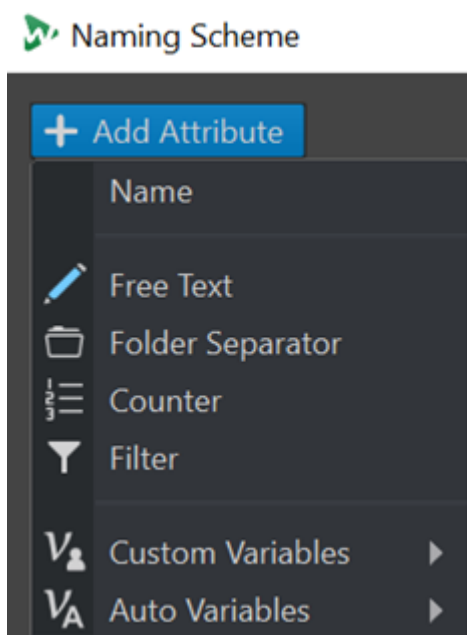 Naming Scheme
Add Attribute
Name
Free Text
Folder Separator
Counter
Filter
Custom Variables
Auto Variables